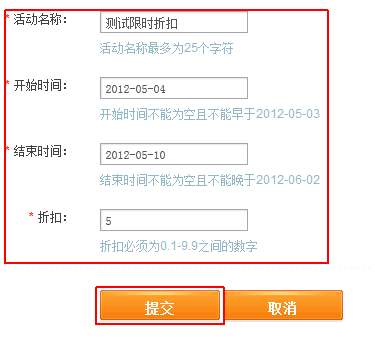 * 活动名称： 测试限时折扣
活动名称最多为25个字符
* 开始时间： 2012-05-04
开始时间不能为空且不能早于2012-05-03
* 结束时间： 2012-05-10
结束时间不能为空且不能晚于2012-06-02
* 折扣： 5
折扣必须为0.1-9.9之间的数字
提交 取消